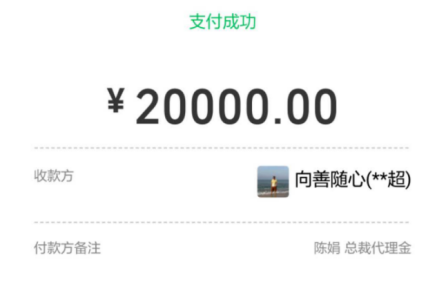 支付成功
¥ 20000.00
收款方 向善随心(**超)
付款方备注 陈娟 总裁代理金